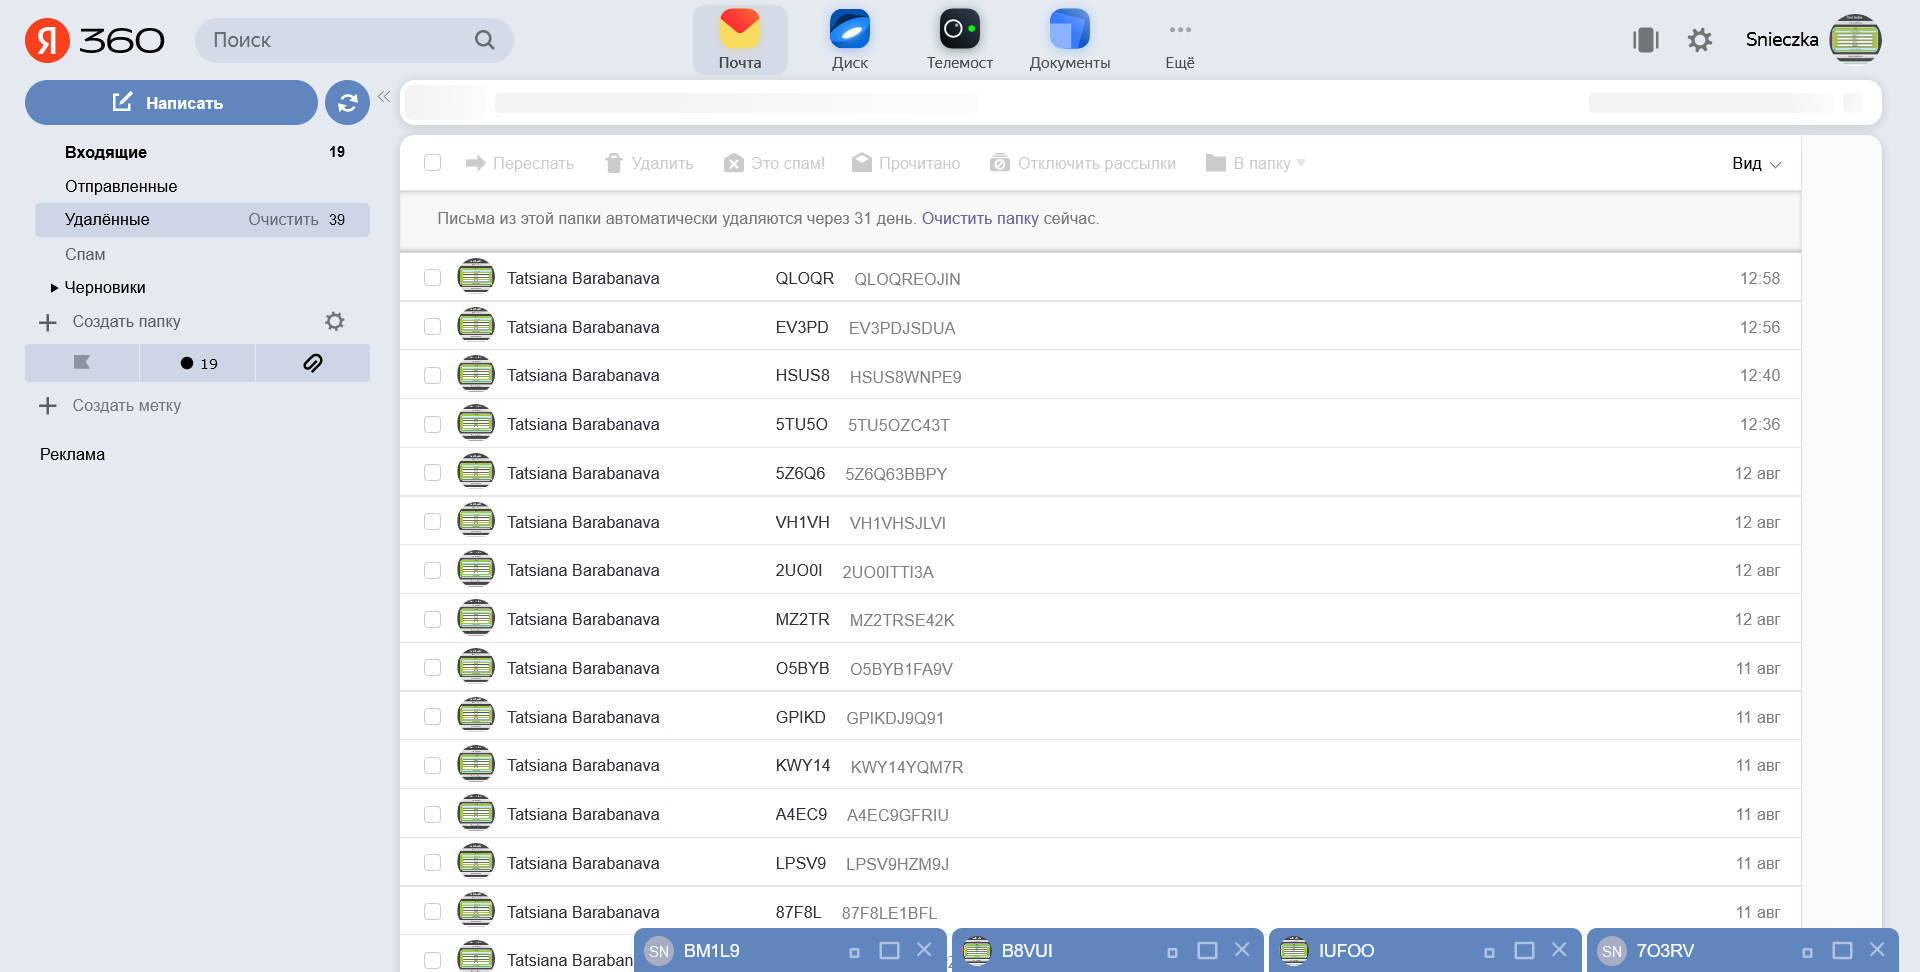 Я 360
Поиск
Почта
Диск
Телемост
Документы
Ещё
Snieczka
Написать
Входящие 19
Отправленные
Удалённые Очистить 39
Спам
Черновики
Создать папку
19
Создать метку
Реклама
Переслать Удалить Это спам! Прочитано Отключить рассылки В папку Вид
Письма из этой папки автоматически удаляются через 31 день. Очистить папку сейчас.
Tatsiana Barabanava QLOQR QLOQREOJIN 12:58
Tatsiana Barabanava EV3PD EV3PDJSDUA 12:56
Tatsiana Barabanava HSUS8 HSUS8WNPE9 12:40
Tatsiana Barabanava 5TU5O 5TU5OZC43T 12:36
Tatsiana Barabanava 5Z6Q6 5Z6Q63BBPY 12 авг
Tatsiana Barabanava VH1VH VH1VHSJLVI 12 авг
Tatsiana Barabanava 2UO0I 2UO0ITTI3A 12 авг
Tatsiana Barabanava MZ2TR MZ2TRSE42K 12 авг
Tatsiana Barabanava O5BYB O5BYB1FA9V 11 авг
Tatsiana Barabanava GPIKD GPIKDJ9Q91 11 авг
Tatsiana Barabanava KWY14 KWY14YQM7R 11 авг
Tatsiana Barabanava A4EC9 A4EC9GFRIU 11 авг
Tatsiana Barabanava LPSV9 LPSV9HZM9J 11 авг
Tatsiana Barabanava 87F8L 87F8LE1BFL 11 авг
Tatsiana Baraban
SN BM1L9
B8VUI
IUFOO
SN 7O3RV